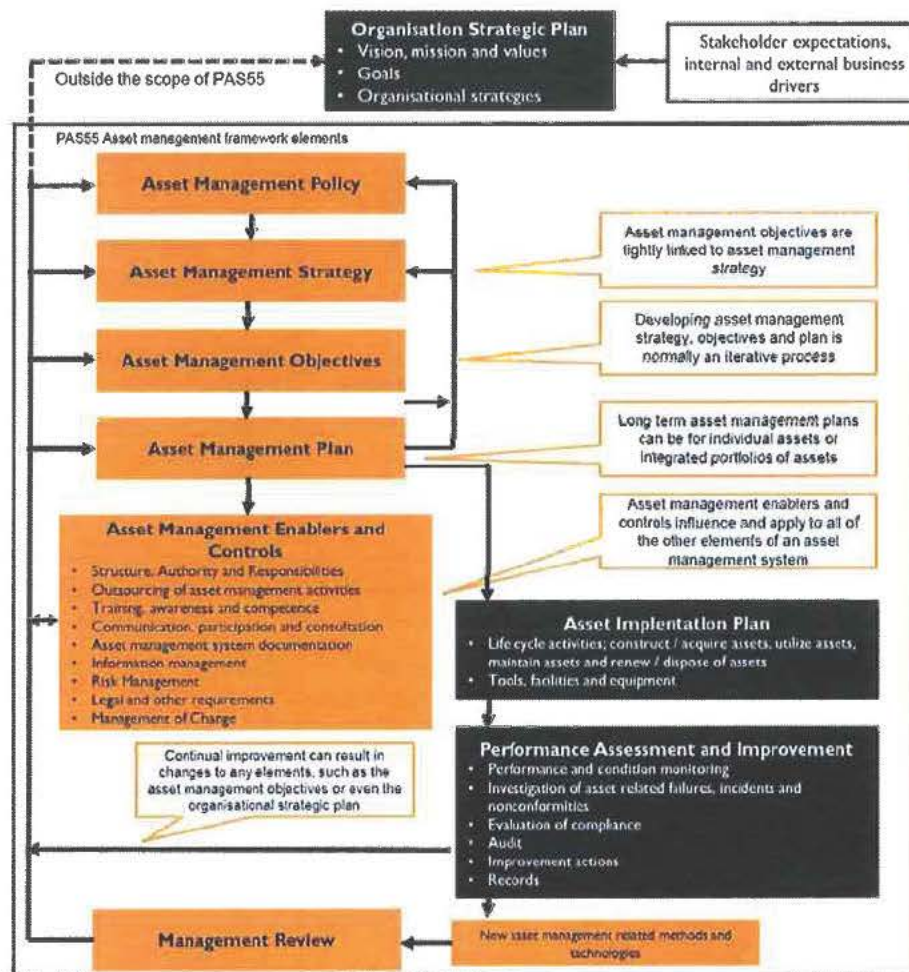 Organisation Strategic Plan
• Vision, mission and values
• Goals
• Organisational strategies
Stakeholder expectations,
internal and external business
drivers
Outside the scope of PAS55
PAS55 Asset management framework elements
Asset Management Policy
Asset Management Strategy
Asset Management Objectives
Asset Management Plan
Asset management objectives are
tightly linked to asset management
strategy
Developing asset management
strategy, objectives and plan is
normally an iterative process
Long term asset management plans
can be for individual assets or
integrated portfolios of assets
Asset management enablers and
controls influence and apply to all of
the other elements of an asset
management system
Asset Management Enablers and
Controls
• Structure, Authority and Responsibilities
• Outsourcing of asset management activities
• Training, awareness and competence
• Communication, participation and consultation
• Asset management system documentation
• Information management
• Risk Management
• Legal and other requirements
• Management of Change
Asset Implentation Plan
• Life cycle activities; construct / acquire assets, utilize assets,
maintain assets and renew / dispose of assets
• Tools, facilities and equipment
Continual improvement can result in
changes to any elements, such as the
asset management objectives or even the
organisational strategic plan
Performance Assessment and Improvement
• Performance and condition monitoring
• Investigation of asset related failures, incidents and
nonconformities
• Evaluation of compliance
• Audit
• Improvement actions
• Records
Management Review
New asset management related methods and
technologies